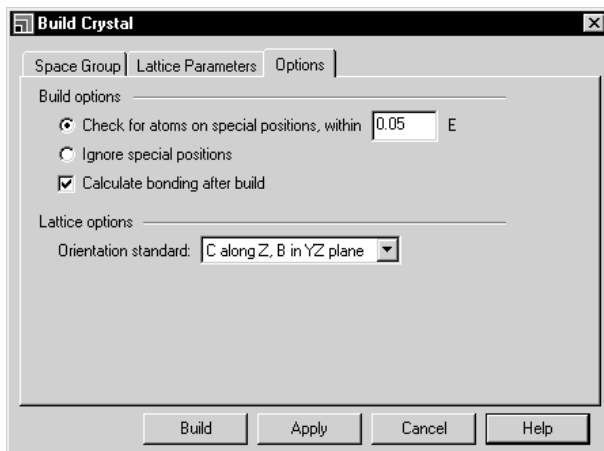 Build Crystal
Space Group Lattice Parameters Options
Build options
Check for atoms on special positions, within 0.05 E
Ignore special positions
Calculate bonding after build
Lattice options
Orientation standard: C along Z, B in YZ plane
Build Apply Cancel Help